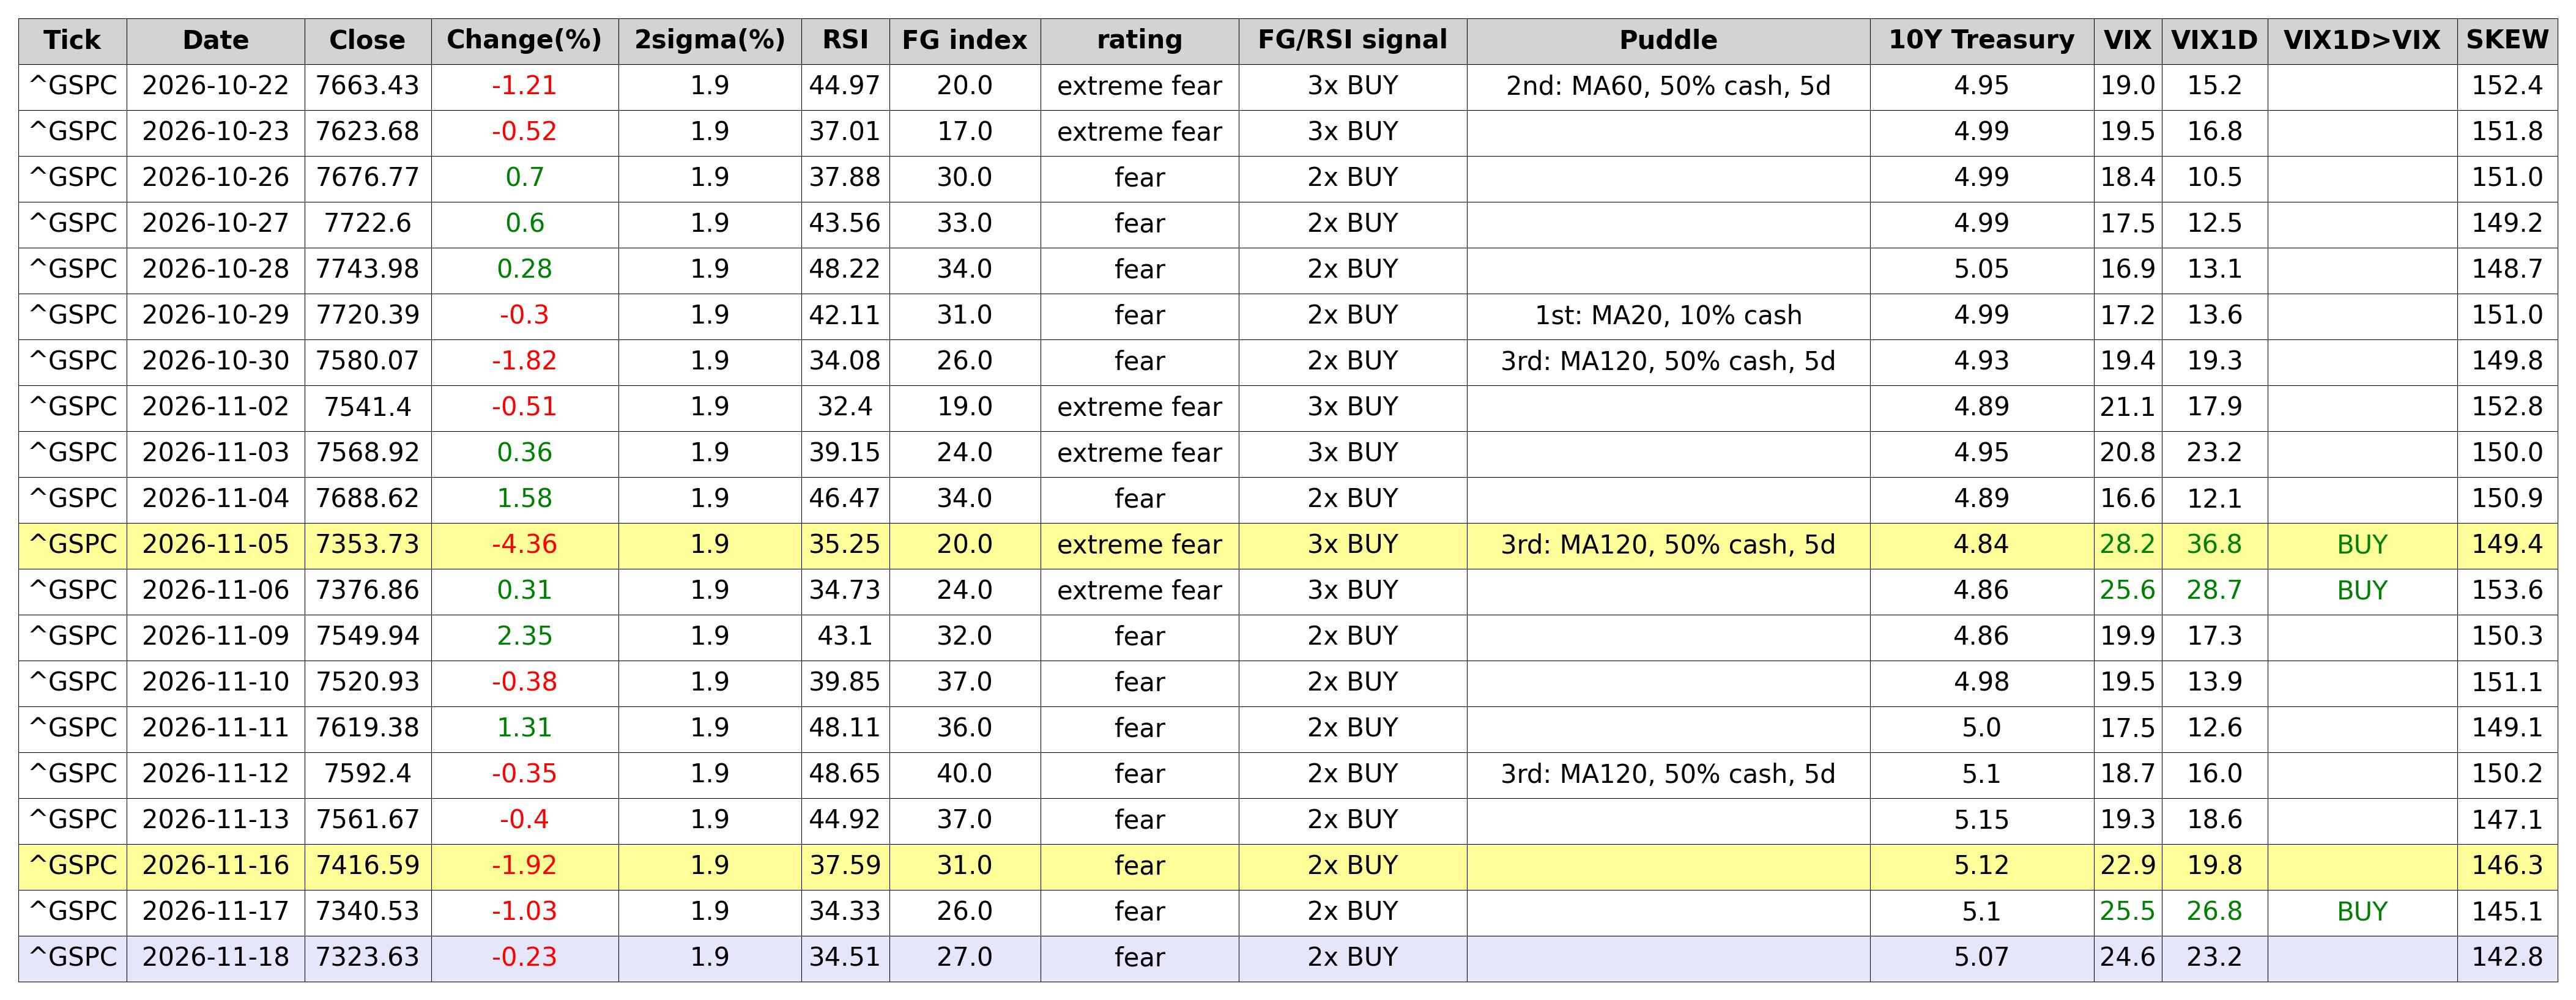 Tick Date Close Change(%) 2sigma(%) RSI FG index rating FG/RSI signal Puddle 10Y Treasury VIX VIX1D VIX1D>VIX SKEW
^GSPC 2026-10-22 7663.43 -1.21 1.9 44.97 20.0 extreme fear 3x BUY 2nd: MA60, 50% cash, 5d 4.95 19.0 15.2 152.4
^GSPC 2026-10-23 7623.68 -0.52 1.9 37.01 17.0 extreme fear 3x BUY 4.99 19.5 16.8 151.8
^GSPC 2026-10-26 7676.77 0.7 1.9 37.88 30.0 fear 2x BUY 4.99 18.4 10.5 151.0
^GSPC 2026-10-27 7722.6 0.6 1.9 43.56 33.0 fear 2x BUY 4.99 17.5 12.5 149.2
^GSPC 2026-10-28 7743.98 0.28 1.9 48.22 34.0 fear 2x BUY 5.05 16.9 13.1 148.7
^GSPC 2026-10-29 7720.39 -0.3 1.9 42.11 31.0 fear 2x BUY 1st: MA20, 10% cash 4.99 17.2 13.6 151.0
^GSPC 2026-10-30 7580.07 -1.82 1.9 34.08 26.0 fear 2x BUY 3rd: MA120, 50% cash, 5d 4.93 19.4 19.3 149.8
^GSPC 2026-11-02 7541.4 -0.51 1.9 32.4 19.0 extreme fear 3x BUY 4.89 21.1 17.9 152.8
^GSPC 2026-11-03 7568.92 0.36 1.9 39.15 24.0 extreme fear 3x BUY 4.95 20.8 23.2 150.0
^GSPC 2026-11-04 7688.62 1.58 1.9 46.47 34.0 fear 2x BUY 4.89 16.6 12.1 150.9
^GSPC 2026-11-05 7353.73 -4.36 1.9 35.25 20.0 extreme fear 3x BUY 3rd: MA120, 50% cash, 5d 4.84 28.2 36.8 BUY 149.4
^GSPC 2026-11-06 7376.86 0.31 1.9 34.73 24.0 extreme fear 3x BUY 4.86 25.6 28.7 BUY 153.6
^GSPC 2026-11-09 7549.94 2.35 1.9 43.1 32.0 fear 2x BUY 4.86 19.9 17.3 150.3
^GSPC 2026-11-10 7520.93 -0.38 1.9 39.85 37.0 fear 2x BUY 4.98 19.5 13.9 151.1
^GSPC 2026-11-11 7619.38 1.31 1.9 48.11 36.0 fear 2x BUY 5.0 17.5 12.6 149.1
^GSPC 2026-11-12 7592.4 -0.35 1.9 48.65 40.0 fear 2x BUY 3rd: MA120, 50% cash, 5d 5.1 18.7 16.0 150.2
^GSPC 2026-11-13 7561.67 -0.4 1.9 44.92 37.0 fear 2x BUY 5.15 19.3 18.6 147.1
^GSPC 2026-11-16 7416.59 -1.92 1.9 37.59 31.0 fear 2x BUY 5.12 22.9 19.8 146.3
^GSPC 2026-11-17 7340.53 -1.03 1.9 34.33 26.0 fear 2x BUY 5.1 25.5 26.8 BUY 145.1
^GSPC 2026-11-18 7323.63 -0.23 1.9 34.51 27.0 fear 2x BUY 5.07 24.6 23.2 142.8